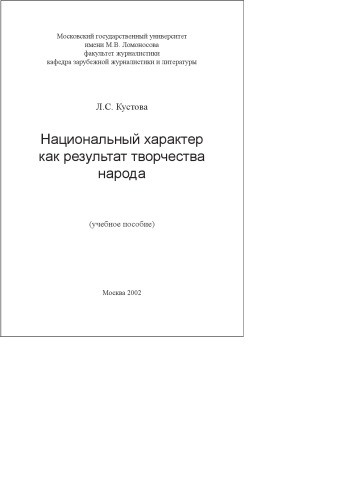 Московский государственный университет
имени М.В. Ломоносова
факультет журналистики
кафедра зарубежной журналистики и литературы
Л.С. Кустова
Национальный характер
как результат творчества
народа
(учебное пособие)
Москва 2002